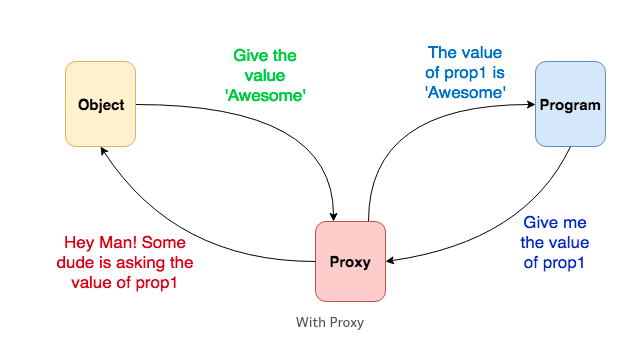 Give the
value
'Awesome'
The value
of prop1 is
'Awesome'
Object
Program
Hey Man! Some
dude is asking the
value of prop1
Proxy
Give me
the value
of prop1
With Proxy